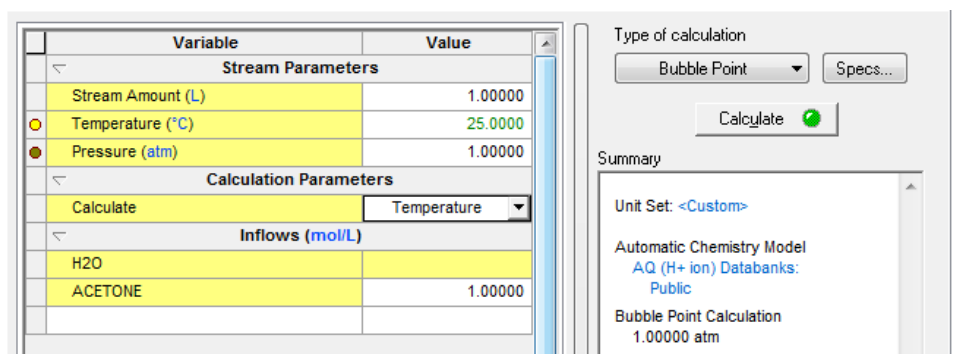 Variable Value
Stream Parameters
Stream Amount (L) 1.00000
Temperature (°C) 25.0000
Pressure (atm) 1.00000
Calculation Parameters
Calculate Temperature
Inflows (mol/L)
H2O
ACETONE 1.00000
Type of calculation
Bubble Point Specs...
Calculate
Summary
Unit Set: <Custom>
Automatic Chemistry Model
AQ (H+ ion) Databanks:
Public
Bubble Point Calculation
1.00000 atm